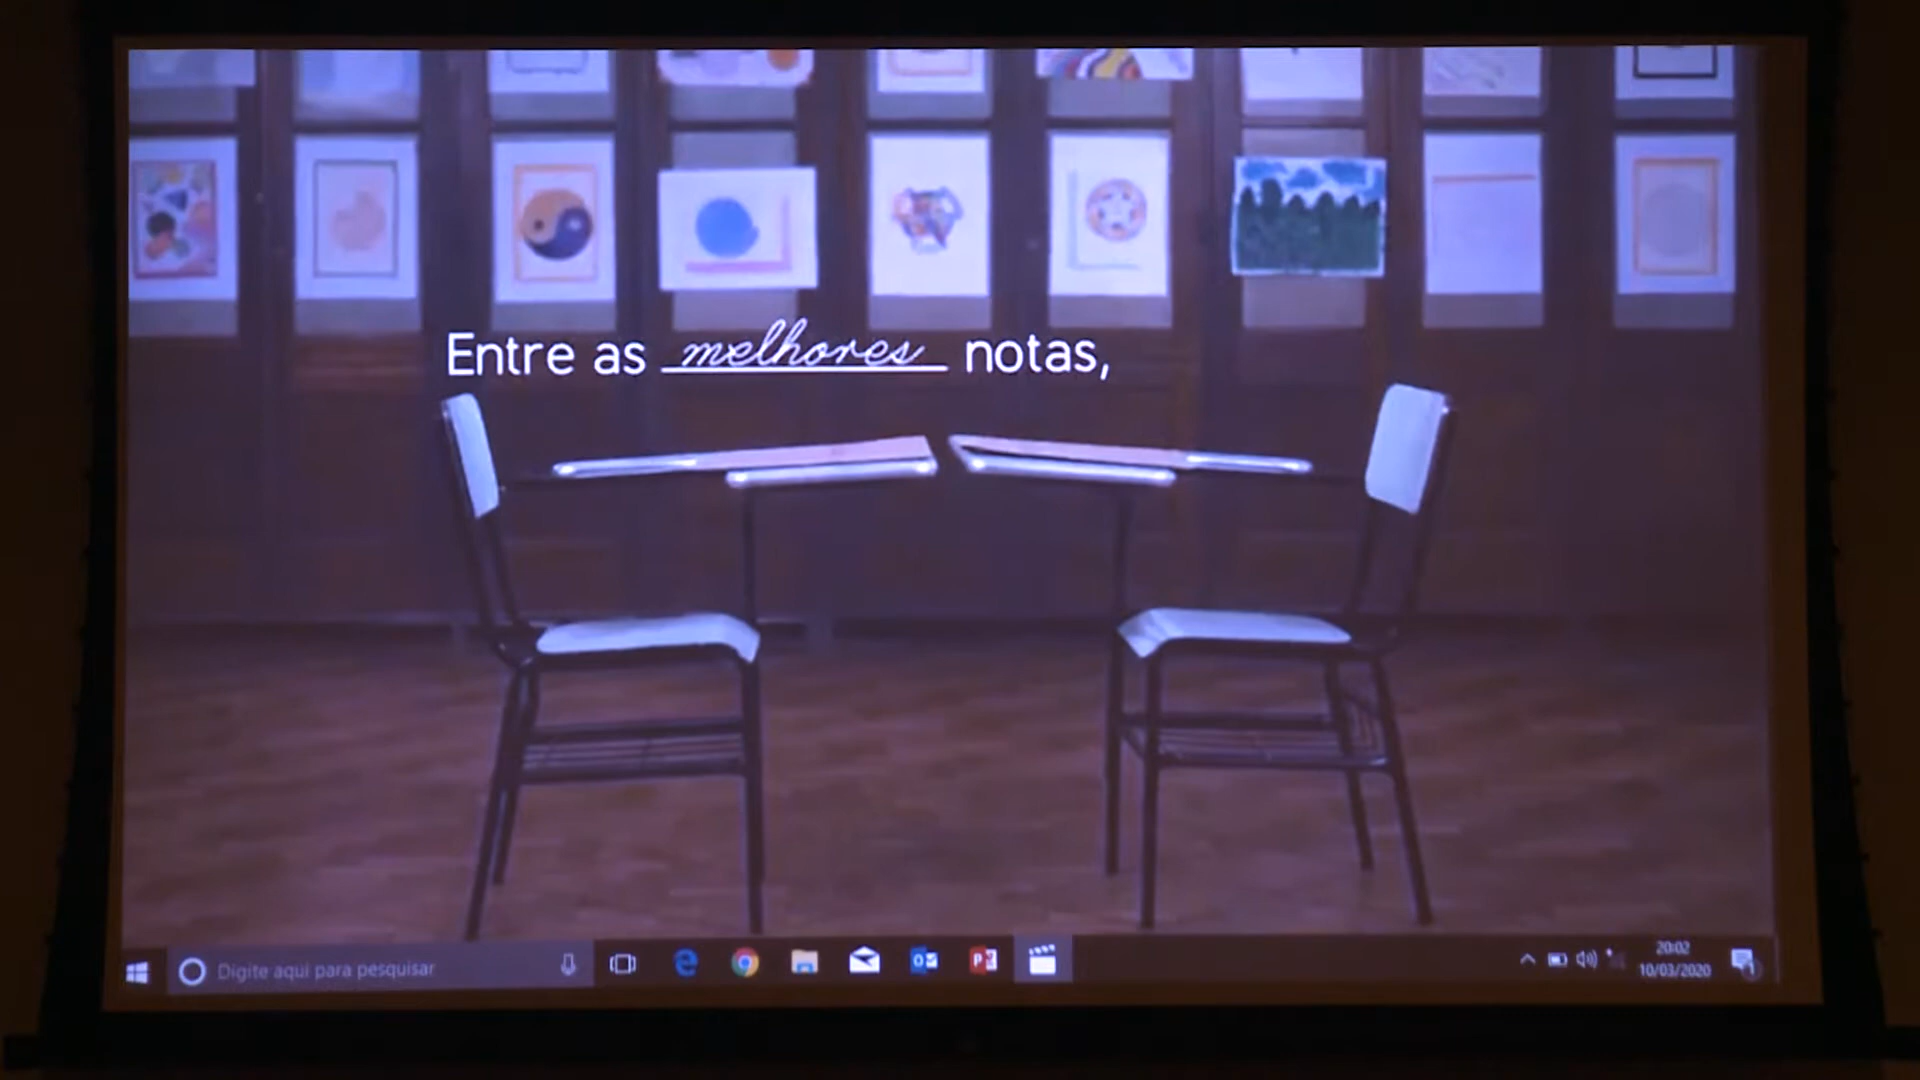 Entre as melhores notas,
Digite aqui para pesquisar
20:02
10/03/2020